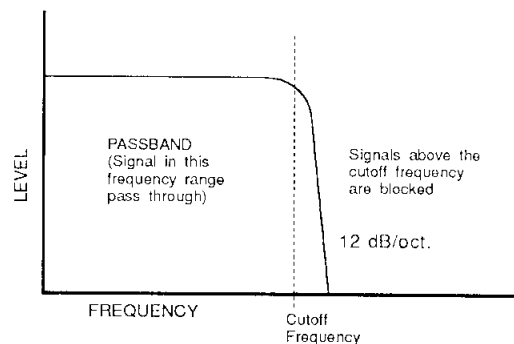 LEVEL
PASSBAND
(Signal in this
frequency range
pass through)
Signals above the
cutoff frequency
are blocked
12 dB/oct.
FREQUENCY
Cutoff
Frequency